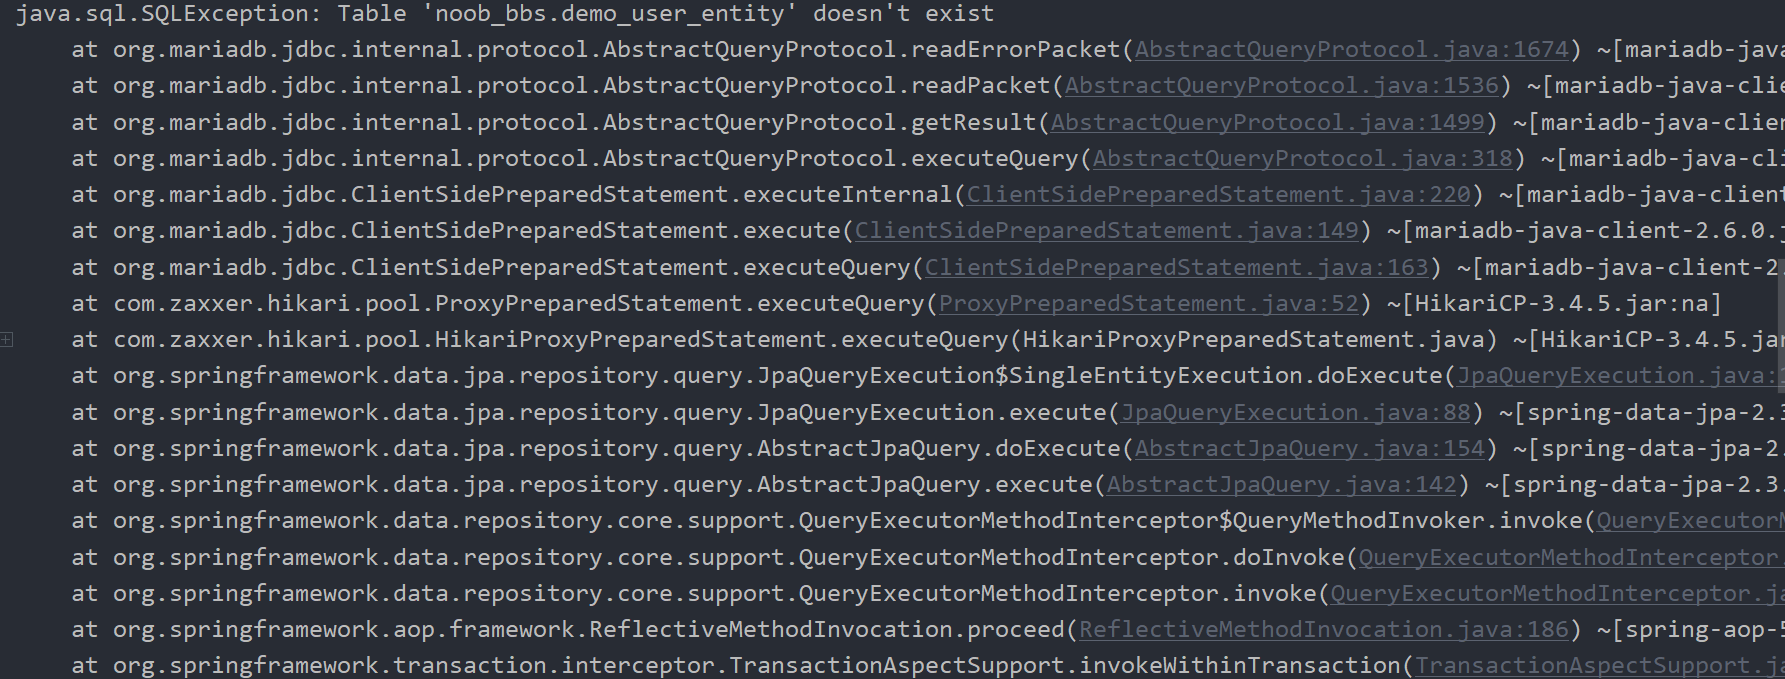 java.sql.SQLException: Table 'noob_bbs.demo_user_entity' doesn't exist
at org.mariadb.jdbc.internal.protocol.AbstractQueryProtocol.readErrorPacket(AbstractQueryProtocol.java:1674) ~[mariadb-java
at org.mariadb.jdbc.internal.protocol.AbstractQueryProtocol.readPacket(AbstractQueryProtocol.java:1536) ~[mariadb-java-clie
at org.mariadb.jdbc.internal.protocol.AbstractQueryProtocol.getResult(AbstractQueryProtocol.java:1499) ~[mariadb-java-clien
at org.mariadb.jdbc.internal.protocol.AbstractQueryProtocol.executeQuery(AbstractQueryProtocol.java:318) ~[mariadb-java-cli
at org.mariadb.jdbc.ClientSidePreparedStatement.executeInternal(ClientSidePreparedStatement.java:220) ~[mariadb-java-client
at org.mariadb.jdbc.ClientSidePreparedStatement.execute(ClientSidePreparedStatement.java:149) ~[mariadb-java-client-2.6.0.j
at org.mariadb.jdbc.ClientSidePreparedStatement.executeQuery(ClientSidePreparedStatement.java:163) ~[mariadb-java-client-2.
at com.zaxxer.hikari.pool.ProxyPreparedStatement.executeQuery(ProxyPreparedStatement.java:52) ~[HikariCP-3.4.5.jar:na]
at com.zaxxer.hikari.pool.HikariProxyPreparedStatement.executeQuery(HikariProxyPreparedStatement.java) ~[HikariCP-3.4.5.jar
at org.springframework.data.jpa.repository.query.JpaQueryExecution$SingleEntityExecution.doExecute(JpaQueryExecution.java:
at org.springframework.data.jpa.repository.query.JpaQueryExecution.execute(JpaQueryExecution.java:88) ~[spring-data-jpa-2.3
at org.springframework.data.jpa.repository.query.AbstractJpaQuery.doExecute(AbstractJpaQuery.java:154) ~[spring-data-jpa-2.
at org.springframework.data.jpa.repository.query.AbstractJpaQuery.execute(AbstractJpaQuery.java:142) ~[spring-data-jpa-2.3.
at org.springframework.data.repository.core.support.QueryExecutorMethodInterceptor$QueryMethodInvoker.invoke(QueryExecutorM
at org.springframework.data.repository.core.support.QueryExecutorMethodInterceptor.doInvoke(QueryExecutorMethodInterceptor.
at org.springframework.data.repository.core.support.QueryExecutorMethodInterceptor.invoke(QueryExecutorMethodInterceptor.ja
at org.springframework.aop.framework.ReflectiveMethodInvocation.proceed(ReflectiveMethodInvocation.java:186) ~[spring-aop-5
at org.springframework.transaction.interceptor.TransactionAspectSupport.invokeWithinTransaction(TransactionAspectSupport.ja